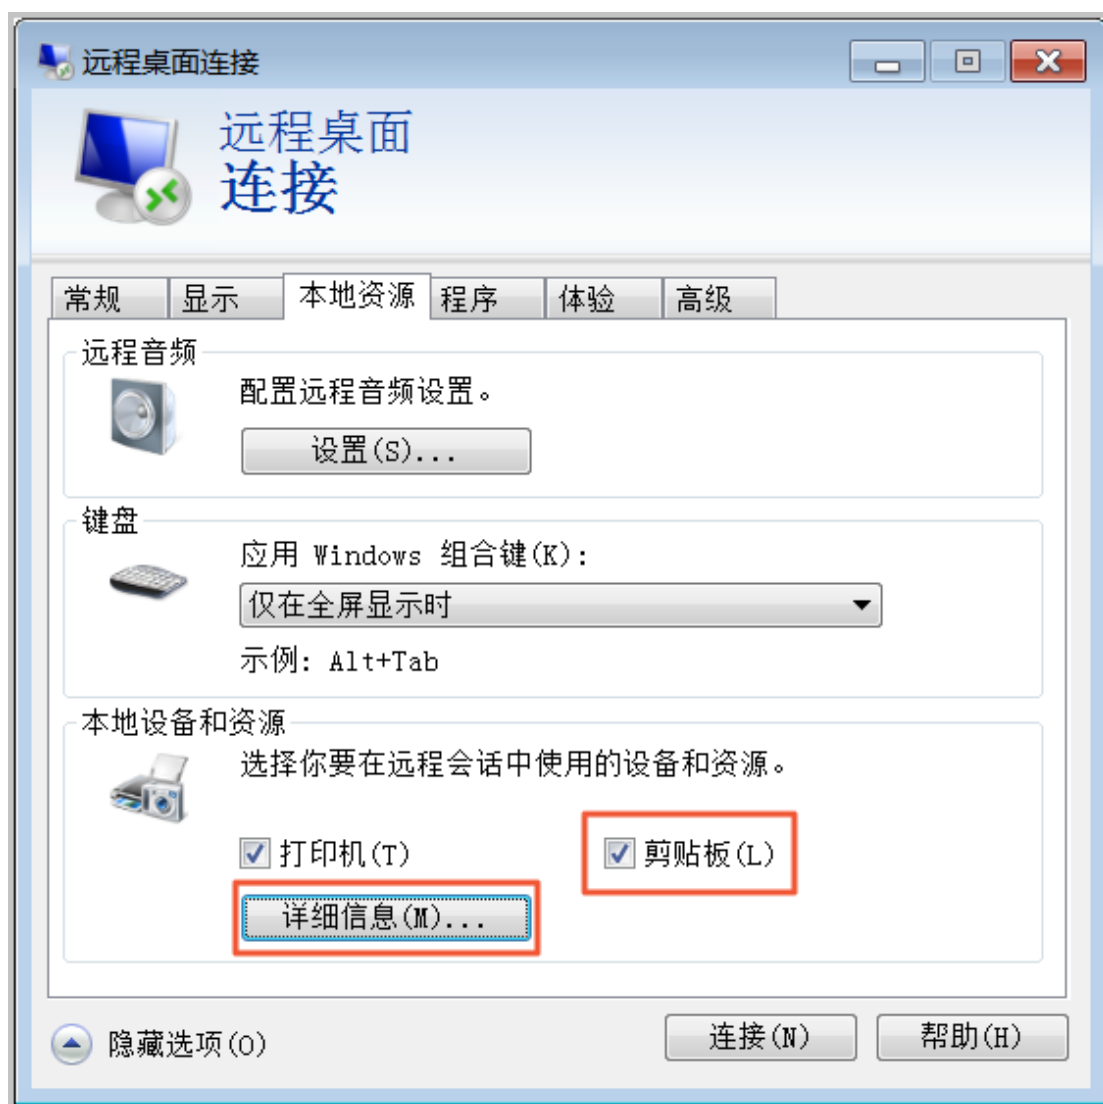 远程桌面连接
远程桌面
连接
常规 显示 本地资源 程序 体验 高级
远程音频
配置远程音频设置。
设置(S)...
键盘
应用 Windows 组合键(K):
仅在全屏显示时
示例: Alt+Tab
本地设备和资源
选择你要在远程会话中使用的设备和资源。
打印机(T) 剪贴板(L)
详细信息(M)...
隐藏选项(O) 连接(N) 帮助(H)